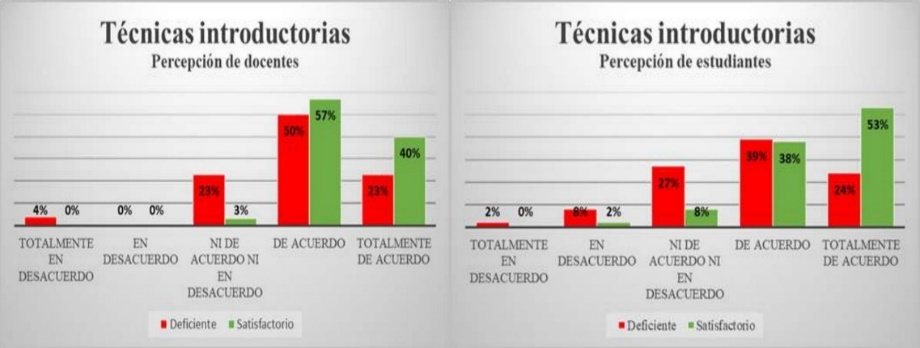 Técnicas introductorias
Percepción de docentes
4% 0% 0% 0% 23% 3% 50% 57% 23% 40%
TOTALMENTE EN DESACUERDO
EN DESACUERDO
NI DE ACUERDO NI EN DESACUERDO
DE ACUERDO
TOTALMENTE DE ACUERDO
Deficiente Satisfactorio
Técnicas introductorias
Percepción de estudiantes
2% 0% 8% 2% 27% 8% 39% 38% 24% 53%
TOTALMENTE EN DESACUERDO
EN DESACUERDO
NI DE ACUERDO NI EN DESACUERDO
DE ACUERDO
TOTALMENTE DE ACUERDO
Deficiente Satisfactorio